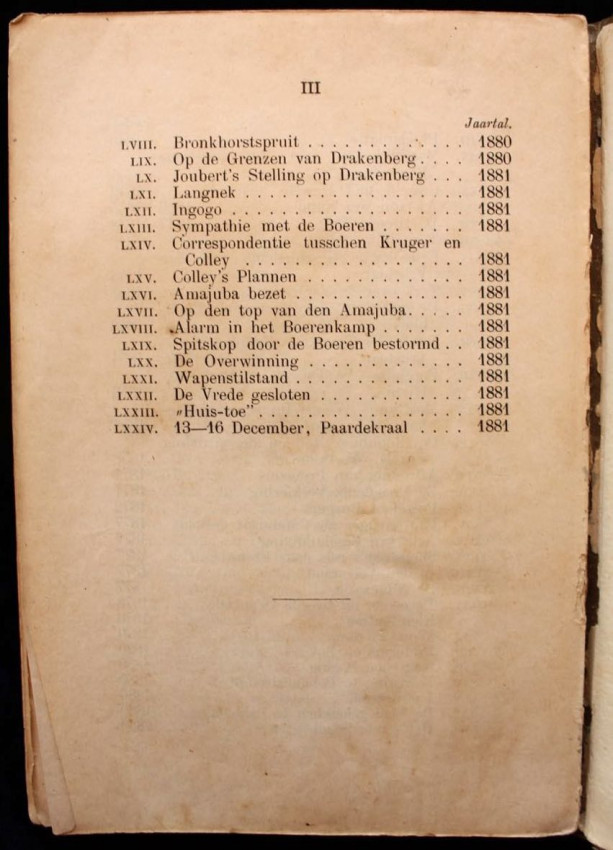 III
Jaartal.
LVIII. Bronkhorstspruit . . . . . . . . . . . . 1880
LIX. Op de Grenzen van Drakenberg . . . . 1880
LX. Joubert's Stelling op Drakenberg . . . 1881
LXI. Langnek . . . . . . . . . . . . . . . . . 1881
LXII. Ingogo . . . . . . . . . . . . . . . . . . 1881
LXIII. Sympathie met de Boeren . . . . . . . 1881
LXIV. Correspondentie tusschen Kruger en
Colley . . . . . . . . . . . . . . . . . 1881
LXV. Colley's Plannen . . . . . . . . . . . . 1881
LXVI. Amajuba bezet . . . . . . . . . . . . . 1881
LXVII. Op den top van den Amajuba . . . . . 1881
LXVIII. Alarm in het Boerenkamp . . . . . . . 1881
LXIX. Spitskop door de Boeren bestormd . . 1881
LXX. De Overwinning . . . . . . . . . . . . 1881
LXXI. Wapenstilstand . . . . . . . . . . . . . 1881
LXXII. De Vrede gesloten . . . . . . . . . . . 1881
LXXIII. „Huis-toe" . . . . . . . . . . . . . . . . 1881
LXXIV. 13—16 December, Paardekraal . . . . 1881